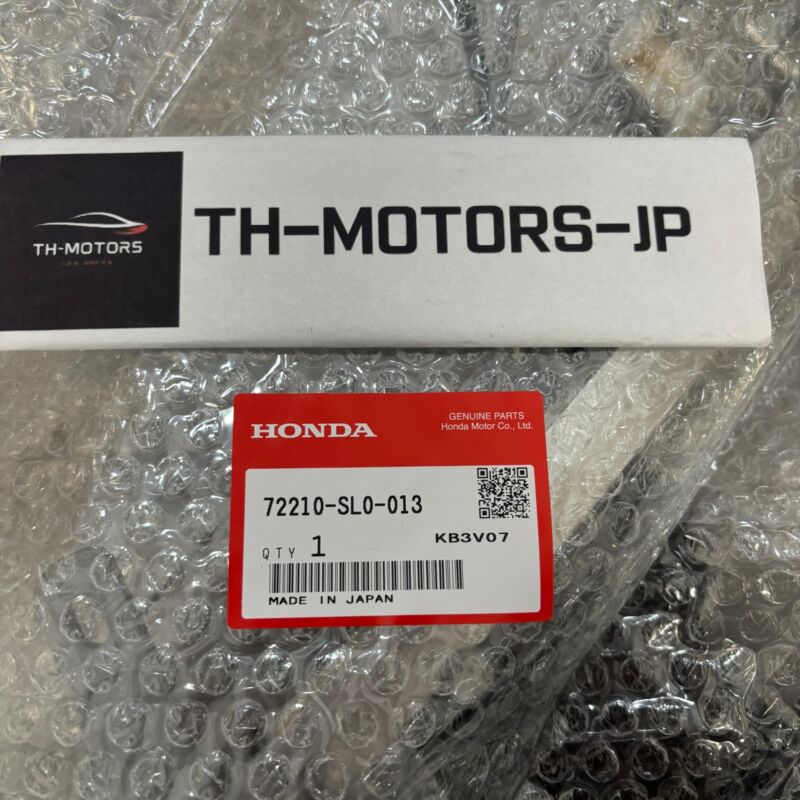 TH-MOTORS
TH-MOTORS-JP
HONDA
GENUINE PARTS
Honda Motor Co., Ltd.
72210-SL0-013
QTY 1
KB3V07
MADE IN JAPAN